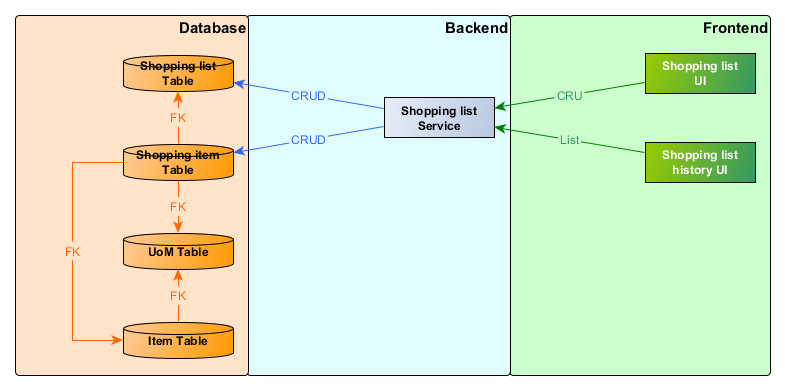 Database
Backend
Frontend
Shopping list
Table
CRUD
FK
Shopping item
Table
CRUD
FK
UoM Table
FK
FK
Item Table
Shopping list
Service
CRU
List
Shopping list
UI
Shopping list
history UI